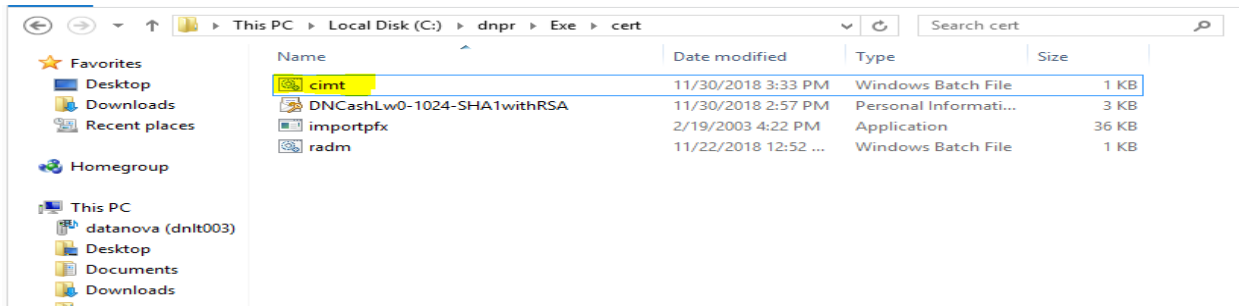 This PC Local Disk (C:) dnpr Exe cert Search cert
Favorites
Desktop
Downloads
Recent places
Homegroup
This PC
datanova (dnlt003)
Desktop
Documents
Downloads
Name Date modified Type Size
cimt 11/30/2018 3:33 PM Windows Batch File 1 KB
DNCashLw0-1024-SHA1withRSA 11/30/2018 2:57 PM Personal Informati... 3 KB
importpfx 2/19/2003 4:22 PM Application 36 KB
radm 11/22/2018 12:52 ... Windows Batch File 1 KB